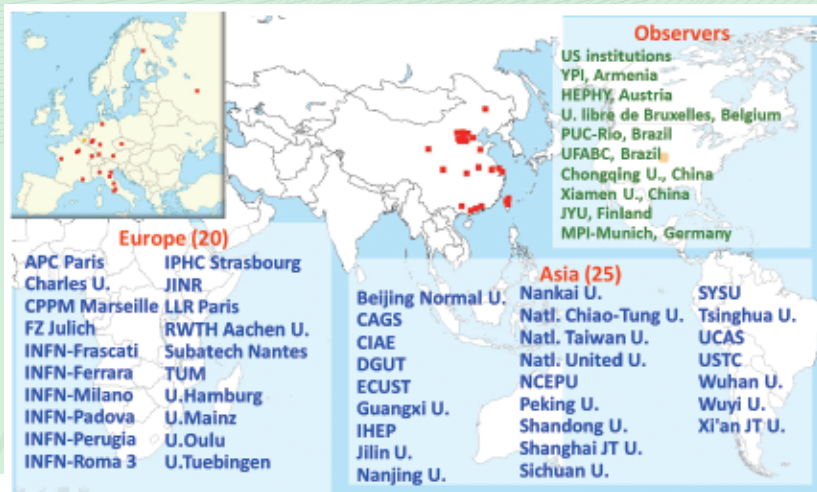 Observers
US institutions
YPI, Armenia
HEPHY, Austria
U. libre de Bruxelles, Belgium
PUC-Rio, Brazil
UFABC, Brazil
Chongqing U., China
Xiamen U., China
JYU, Finland
MPI-Munich, Germany
Europe (20)
APC Paris
Charles U.
CPPM Marseille
FZ Julich
INFN-Frascati
INFN-Ferrara
INFN-Milano
INFN-Padova
INFN-Perugia
INFN-Roma 3
IPHC Strasbourg
JINR
LLR Paris
RWTH Aachen U.
Subatech Nantes
TUM
U.Hamburg
U.Mainz
U.Oulu
U.Tuebingen
Asia (25)
Beijing Normal U.
CAGS
CIAE
DGUT
ECUST
Guangxi U.
IHEP
Jilin U.
Nanjing U.
Nankai U.
Natl. Chiao-Tung U.
Natl. Taiwan U.
Natl. United U.
NCEPU
Peking U.
Shandong U.
Shanghai JT U.
Sichuan U.
SYSU
Tsinghua U.
UCAS
USTC
Wuhan U.
Wuyi U.
Xi'an JT U.